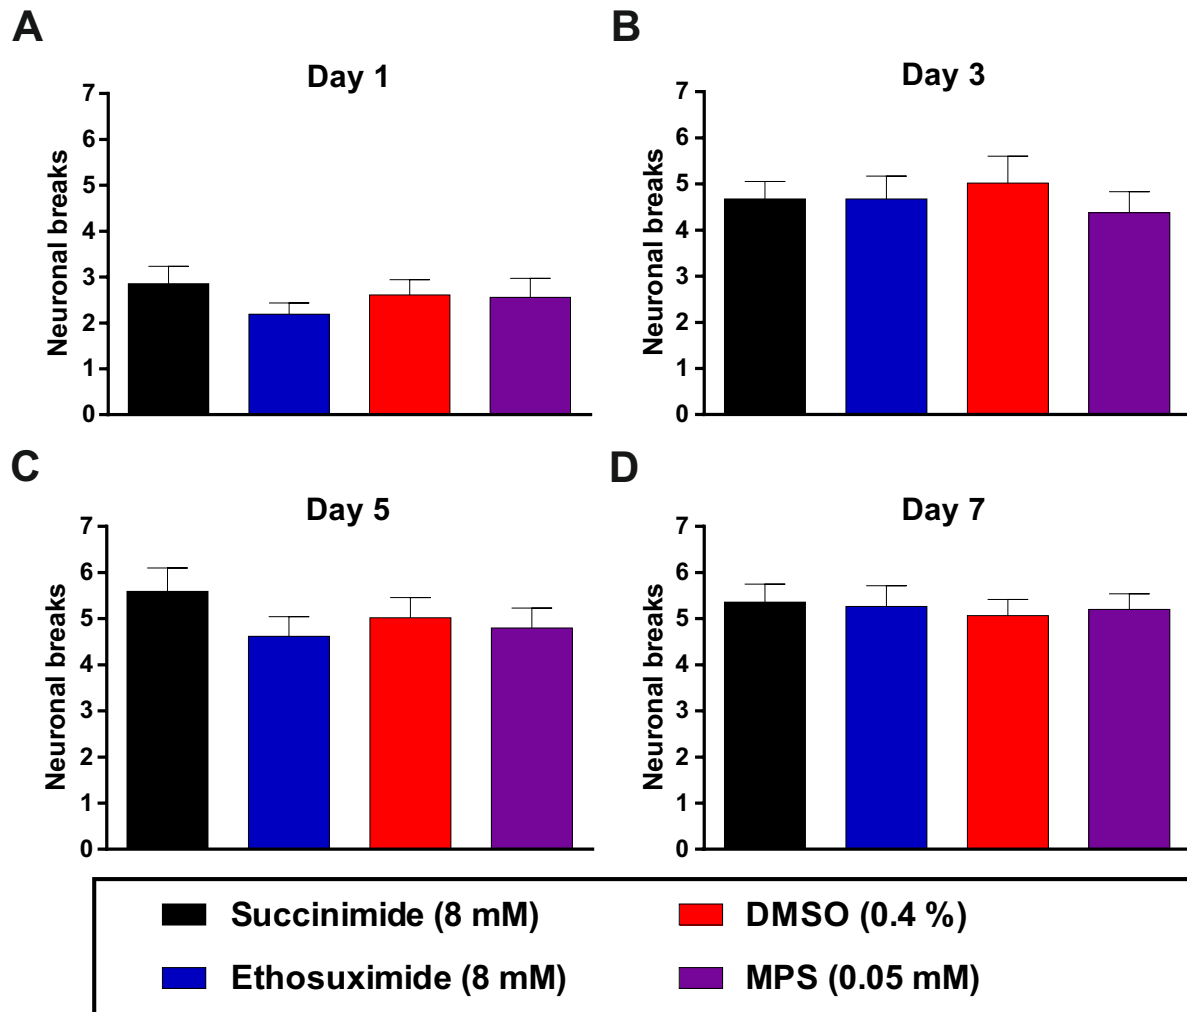 A
Day 1
Neuronal breaks
7
6
5
4
3
2
1
0
B
Day 3
Neuronal breaks
7
6
5
4
3
2
1
0
C
Day 5
Neuronal breaks
7
6
5
4
3
2
1
0
D
Day 7
Neuronal breaks
7
6
5
4
3
2
1
0
Succinimide (8 mM)
DMSO (0.4 %)
Ethosuximide (8 mM)
MPS (0.05 mM)